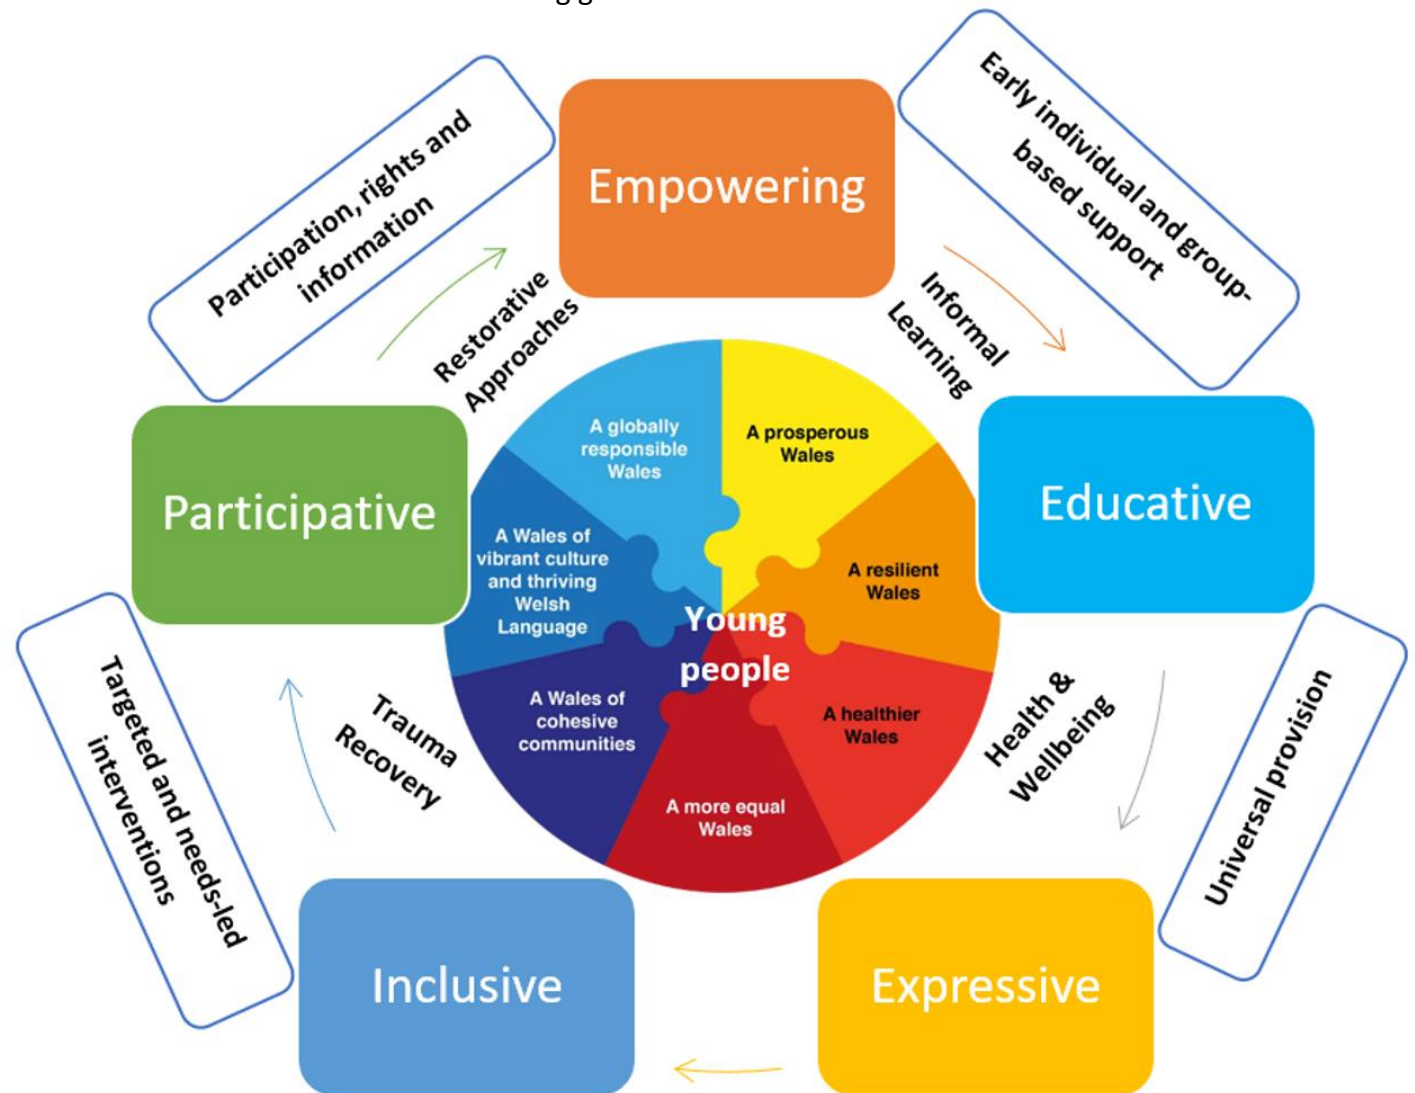 Participation, rights and
information
Early individual and group-
based support
Empowering
Restorative
Approaches
Informal
Learning
Participative
Educative
A globally
responsible
Wales
A prosperous
Wales
A Wales of
vibrant culture
and thriving
Welsh
Language
A resilient
Wales
Young
people
A Wales of
cohesive
communities
A healthier
Wales
A more equal
Wales
Trauma
Recovery
Health &
Wellbeing
Targeted and needs-led
interventions
Universal provision
Inclusive
Expressive